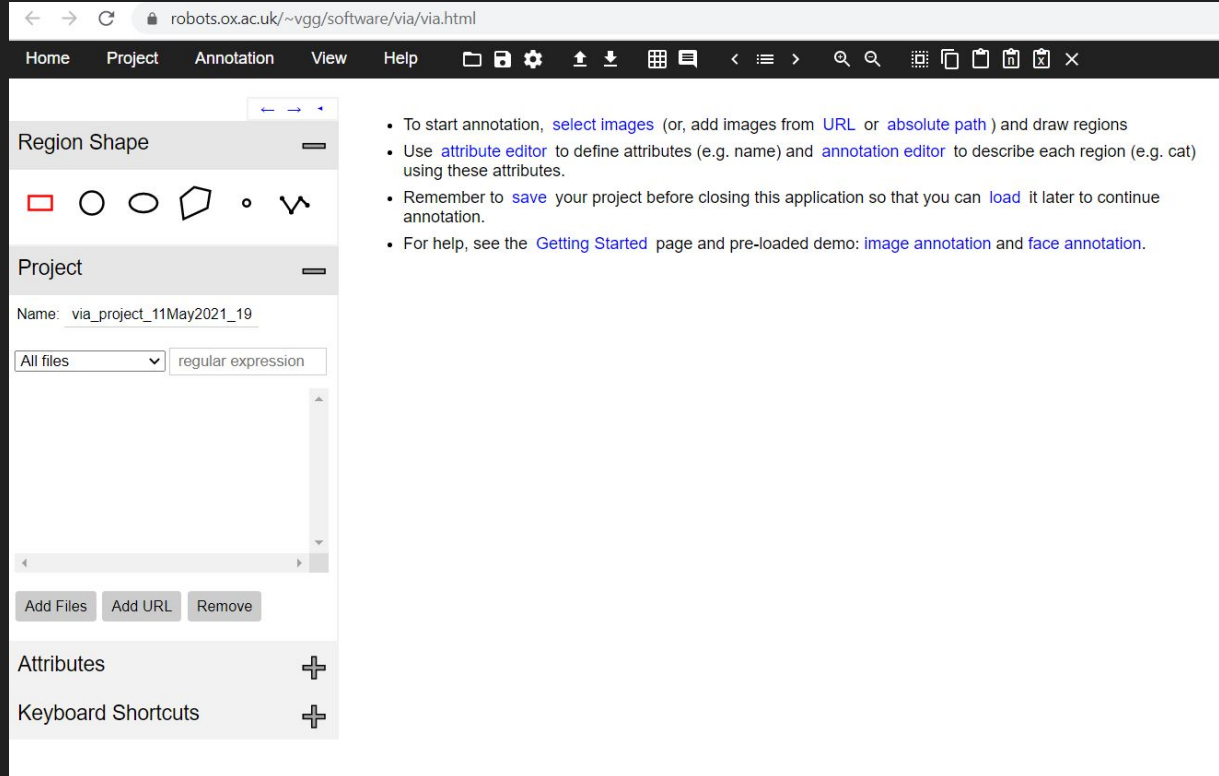 robots.ox.ac.uk/~vgg/software/via/via.html
Home Project Annotation View Help
Region Shape
Project
Name: via_project_11May2021_19
All files regular expression
Add Files Add URL Remove
Attributes
Keyboard Shortcuts
• To start annotation, select images (or, add images from URL or absolute path ) and draw regions
• Use attribute editor to define attributes (e.g. name) and annotation editor to describe each region (e.g. cat)
using these attributes.
• Remember to save your project before closing this application so that you can load it later to continue
annotation.
• For help, see the Getting Started page and pre-loaded demo: image annotation and face annotation.